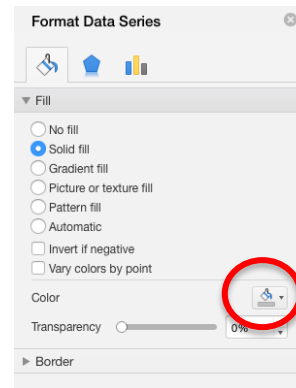 Format Data Series
Fill
No fill
Solid fill
Gradient fill
Picture or texture fill
Pattern fill
Automatic
Invert if negative
Vary colors by point
Color
Transparency 0%
Border